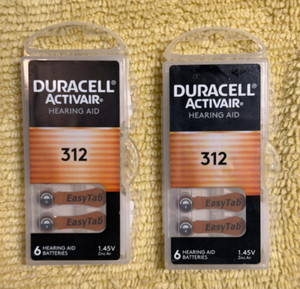 DURACELL®
ACTIVAIR®
HEARING AID
312
EasyTab
EasyTab
6 HEARING AID BATTERIES
1.45V
Zinc Air
DURACELL®
ACTIVAIR®
HEARING AID
312
EasyTab
EasyTab
6 HEARING AID BATTERIES
1.45V
Zinc Air